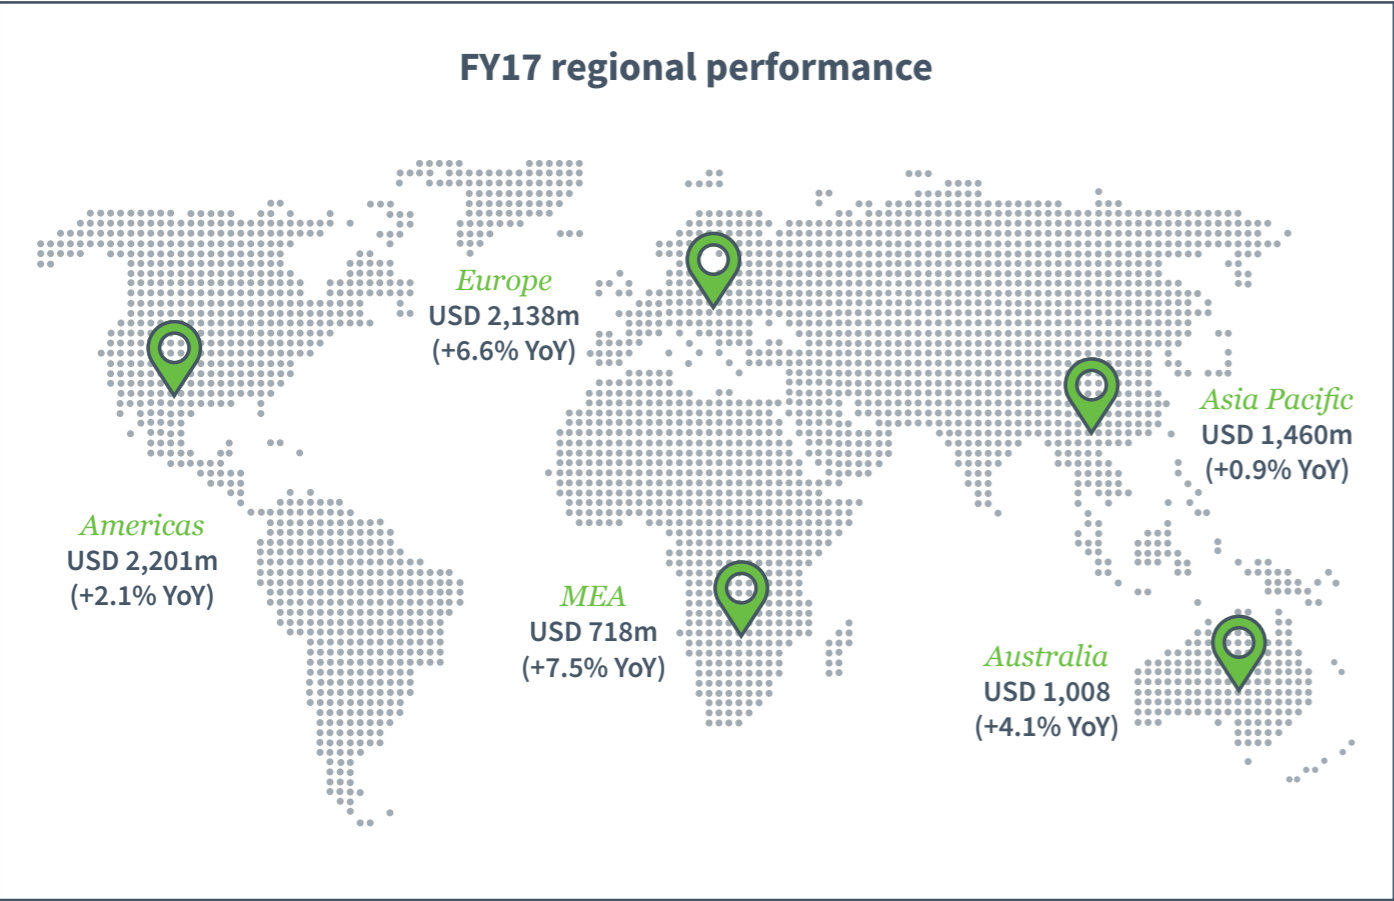 FY17 regional performance
Europe
USD 2,138m
(+6.6% YoY)
Asia Pacific
USD 1,460m
(+0.9% YoY)
Americas
USD 2,201m
(+2.1% YoY)
MEA
USD 718m
(+7.5% YoY)
Australia
USD 1,008
(+4.1% YoY)